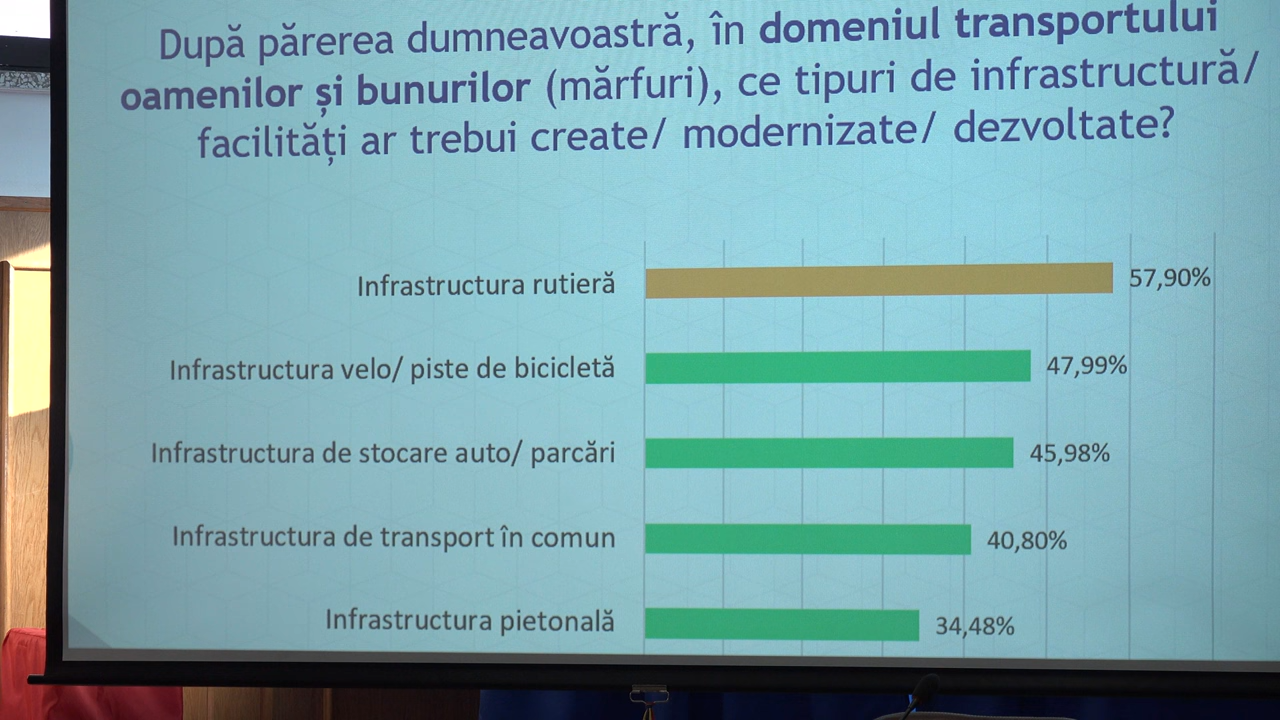 După părerea dumneavoastră, în domeniul transportului
oamenilor și bunurilor (mărfuri), ce tipuri de infrastructură/
facilități ar trebui create/ modernizate/ dezvoltate?
Infrastructura rutieră 57,90%
Infrastructura velo/ piste de bicicletă 47,99%
Infrastructura de stocare auto/ parcări 45,98%
Infrastructura de transport în comun 40,80%
Infrastructura pietonală 34,48%